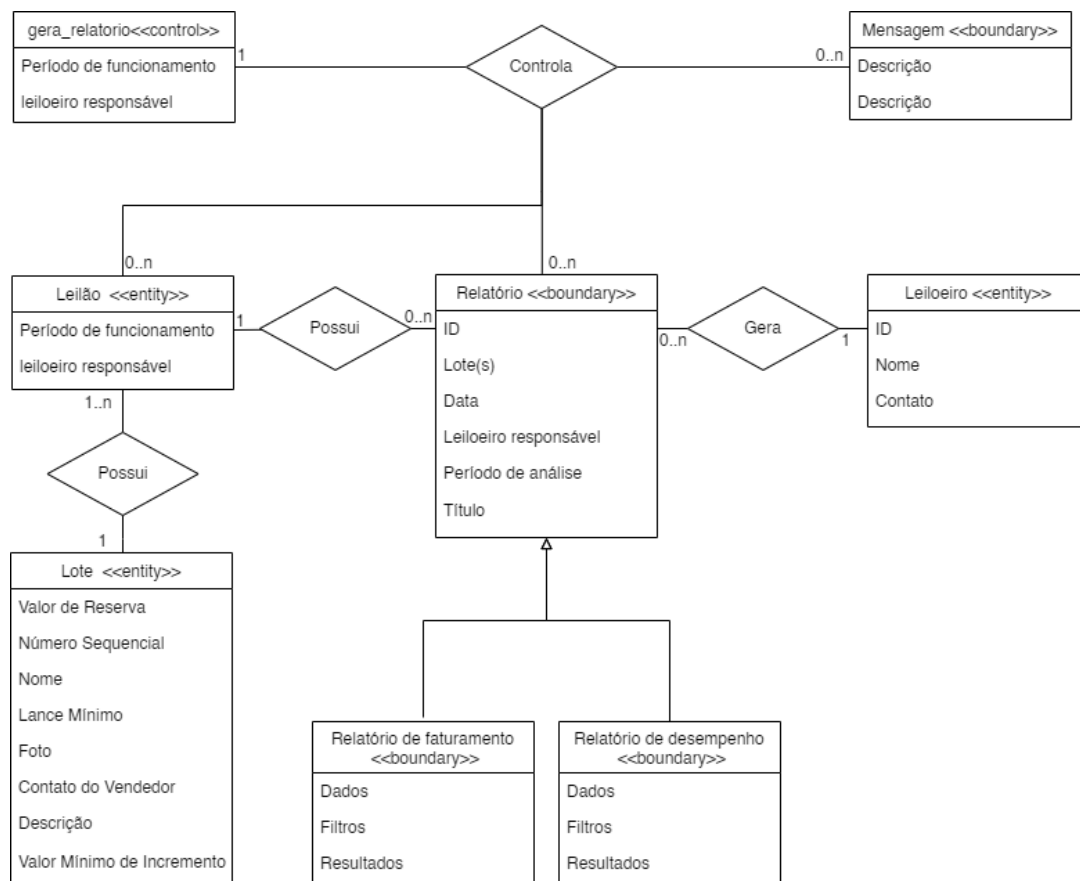 gera_relatorio<<control>>
Período de funcionamento
leiloeiro responsável
1
Controla
0..n
Mensagem <<boundary>>
Descrição
Descrição
0..n
0..n
Leilão <<entity>>
Período de funcionamento
leiloeiro responsável
1
Possui
0..n
Relatório <<boundary>>
ID
Lote(s)
Data
Leiloeiro responsável
Período de análise
Título
0..n
Gera
1
Leiloeiro <<entity>>
ID
Nome
Contato
1..n
Possui
1
Lote <<entity>>
Valor de Reserva
Número Sequencial
Nome
Lance Mínimo
Foto
Contato do Vendedor
Descrição
Valor Mínimo de Incremento
Relatório de faturamento
<<boundary>>
Dados
Filtros
Resultados
Relatório de desempenho
<<boundary>>
Dados
Filtros
Resultados